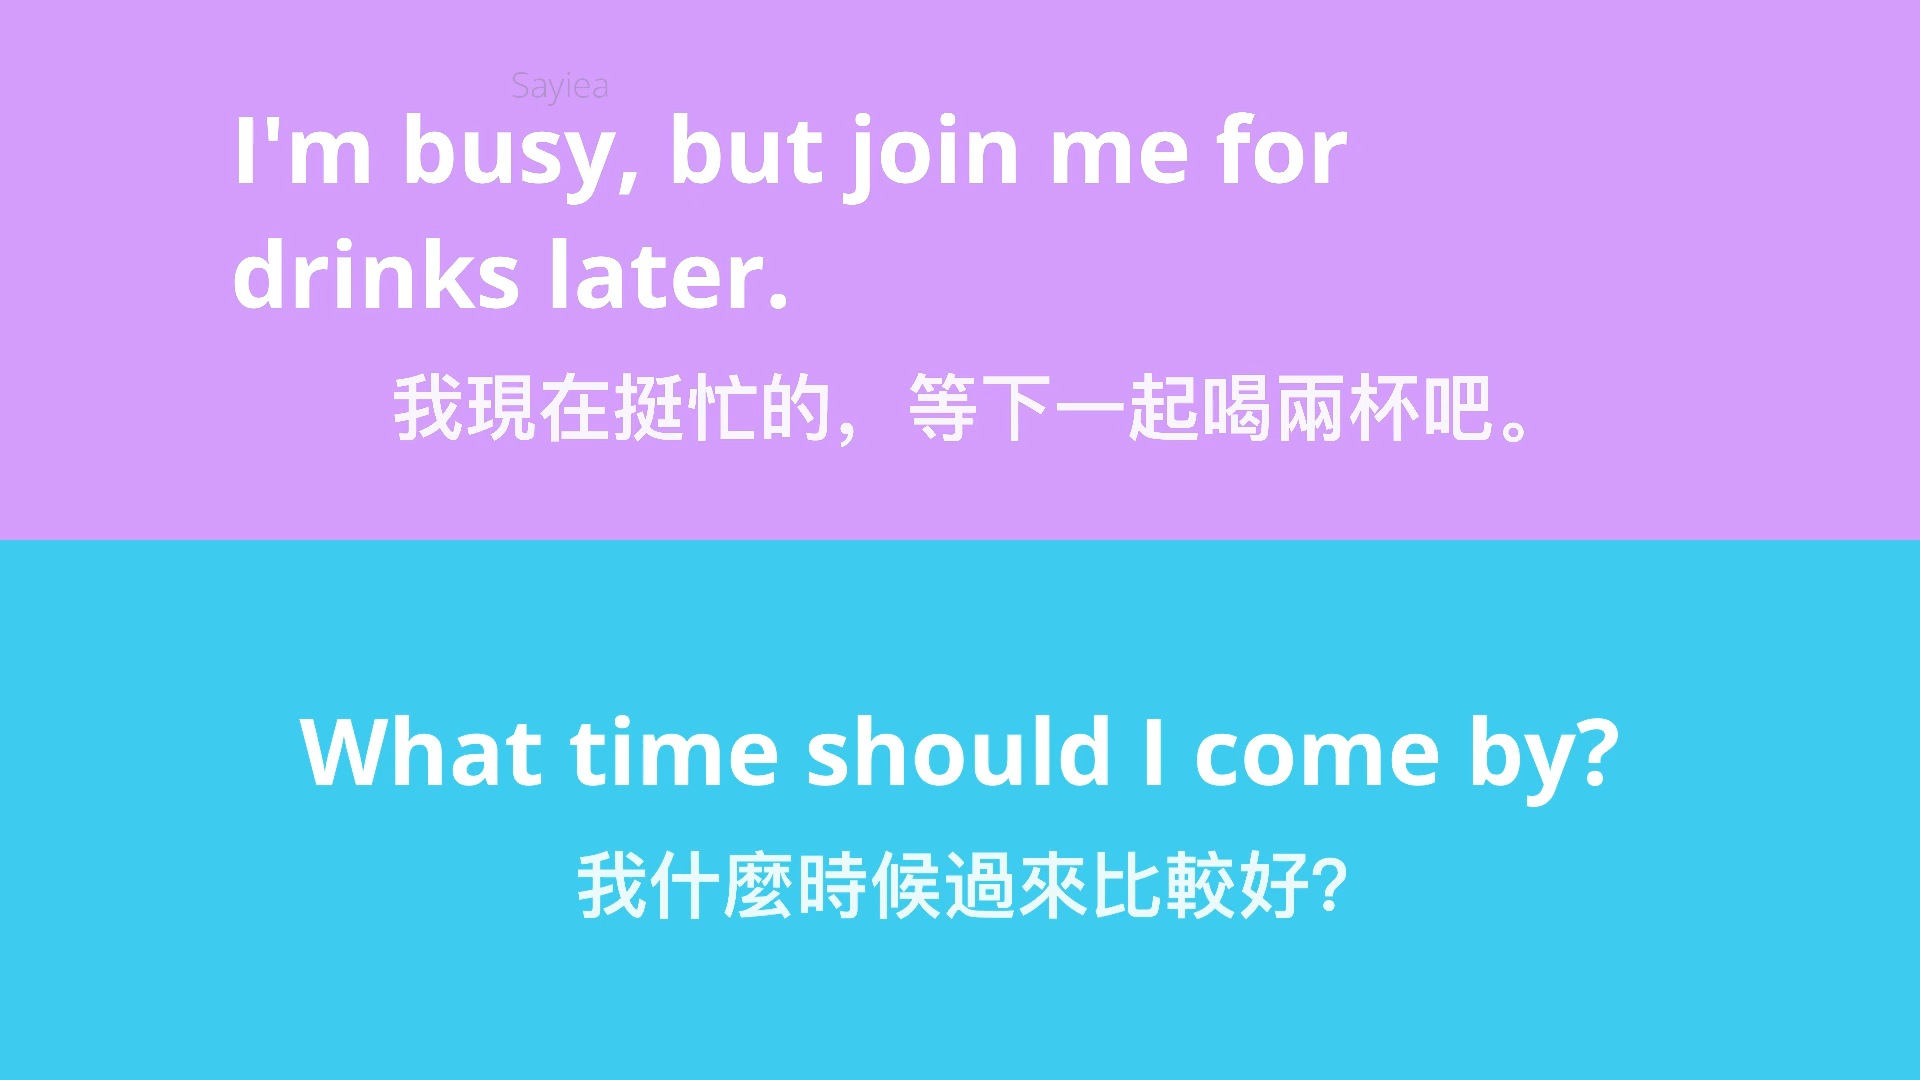 Sayiea
I'm busy, but join me for
drinks later.
我現在挺忙的，等下一起喝兩杯吧。
What time should I come by?
我什麼時候過來比較好?